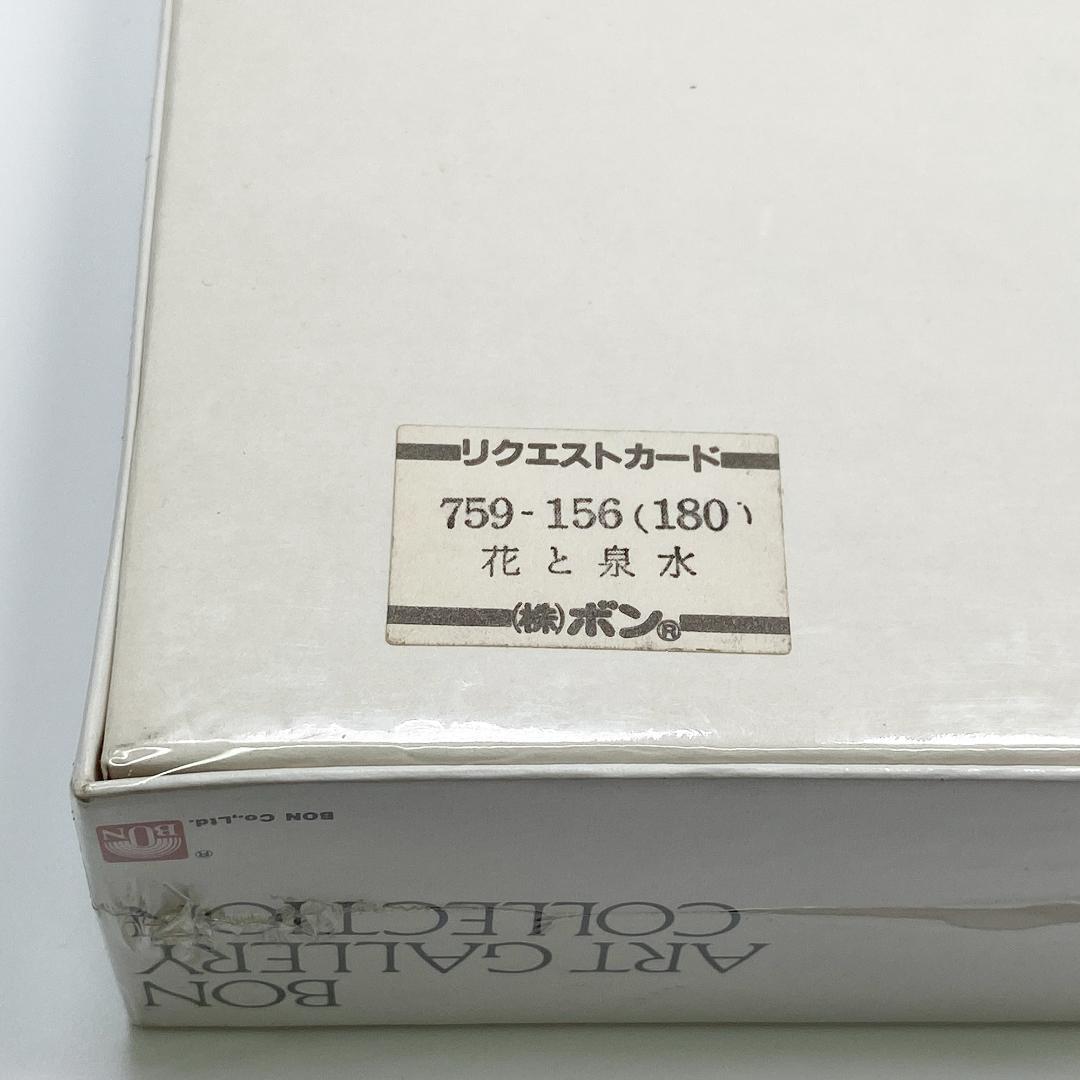 リクエストカード
759-156(180)
花と泉水
(株)ボン®
BON
BON Co.,Ltd.
®
BON
ART GALLERY
COLLECTION